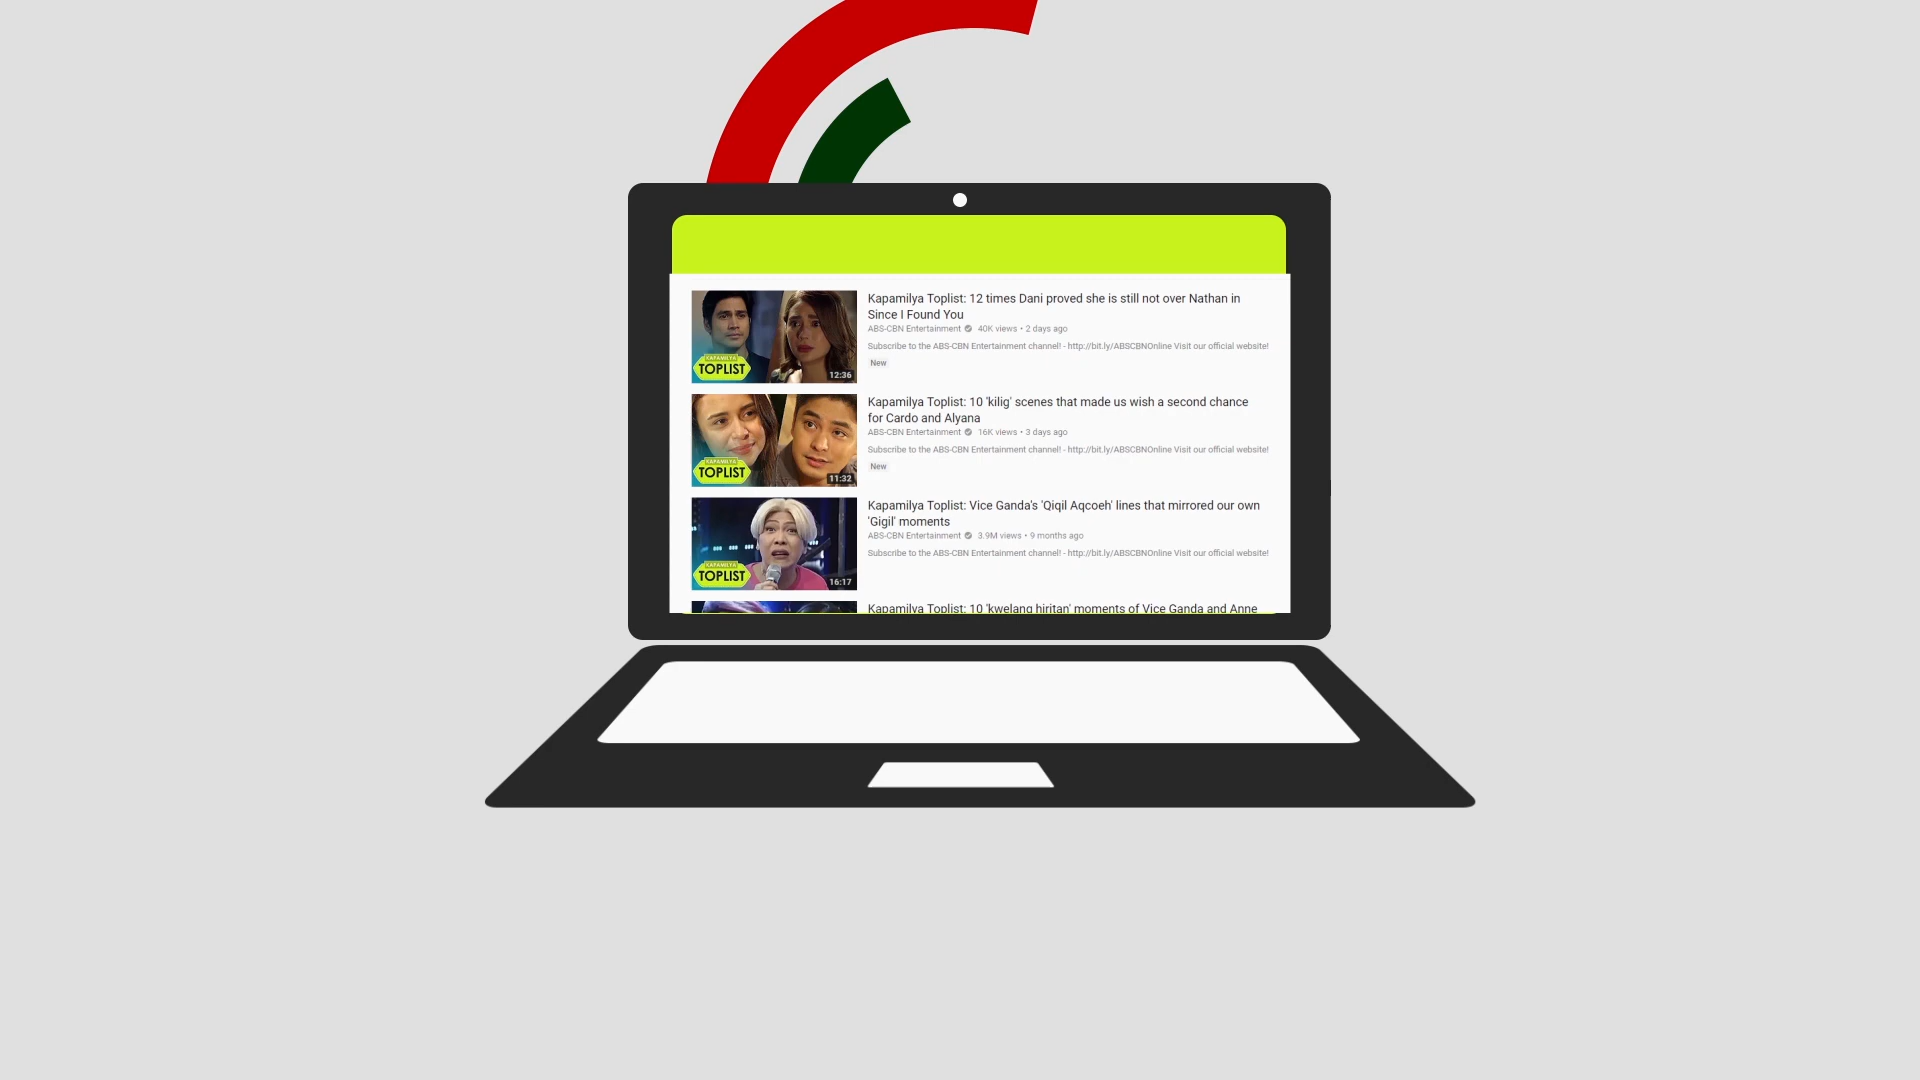 Kapamilya Toplist: 12 times Dani proved she is still not over Nathan in
Since I Found You
ABS-CBN Entertainment 40K views • 2 days ago
Subscribe to the ABS-CBN Entertainment channel! - http://bit.ly/ABSCBNOnline Visit our official website!
New
KAPAMILYA
TOPLIST
12:36
Kapamilya Toplist: 10 'kilig' scenes that made us wish a second chance
for Cardo and Alyana
ABS-CBN Entertainment 16K views • 3 days ago
Subscribe to the ABS-CBN Entertainment channel! - http://bit.ly/ABSCBNOnline Visit our official website!
New
KAPAMILYA
TOPLIST
11:32
Kapamilya Toplist: Vice Ganda's 'Qiqil Aqcoeh' lines that mirrored our own
'Gigil' moments
ABS-CBN Entertainment 3.9M views • 9 months ago
Subscribe to the ABS-CBN Entertainment channel! - http://bit.ly/ABSCBNOnline Visit our official website!
KAPAMILYA
TOPLIST
16:17
Kapamilya Toplist: 10 'kwelang hiritan' moments of Vice Ganda and Anne